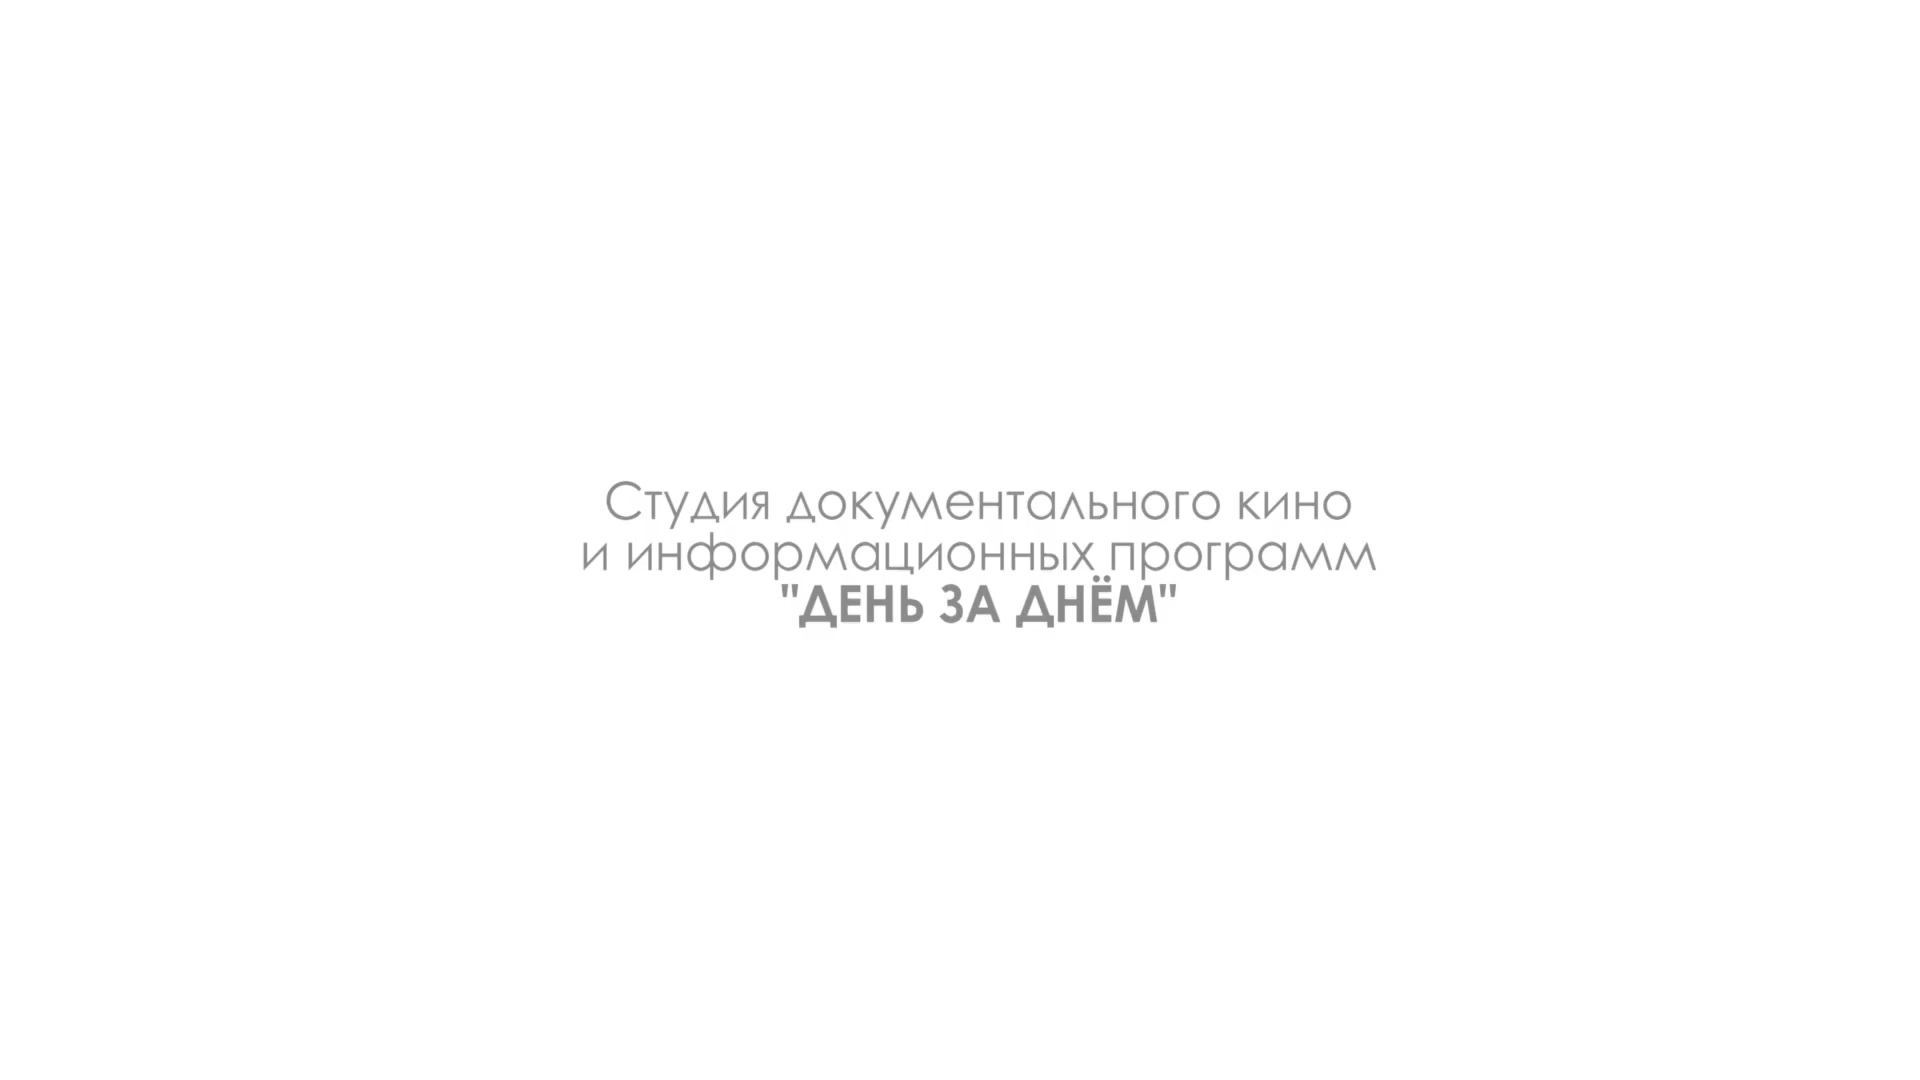 Студия документального кино
и информационных программ
"ДЕНЬ ЗА ДНЁМ"